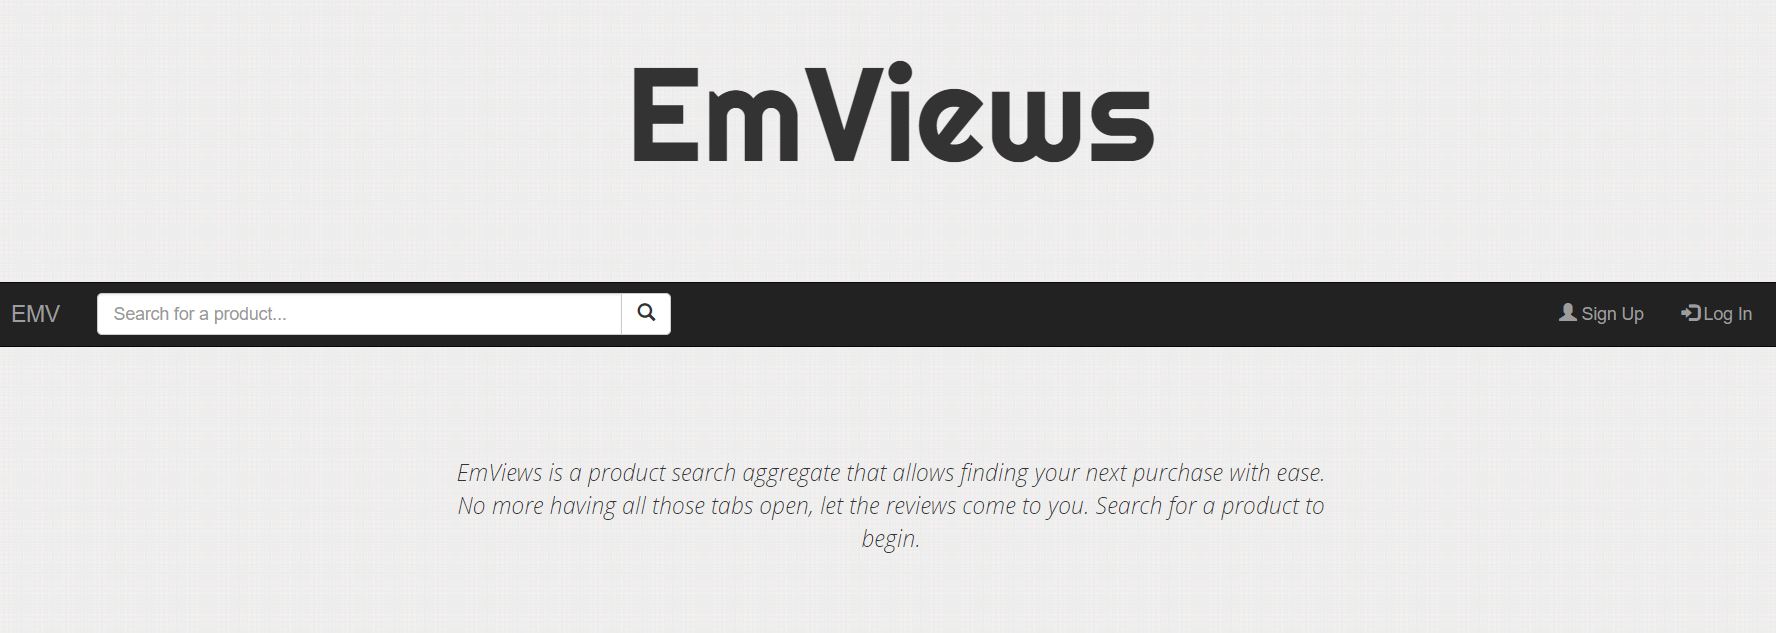 EmViews
EMV
Search for a product...
Sign Up
Log In
EmViews is a product search aggregate that allows finding your next purchase with ease.
No more having all those tabs open, let the reviews come to you. Search for a product to
begin.